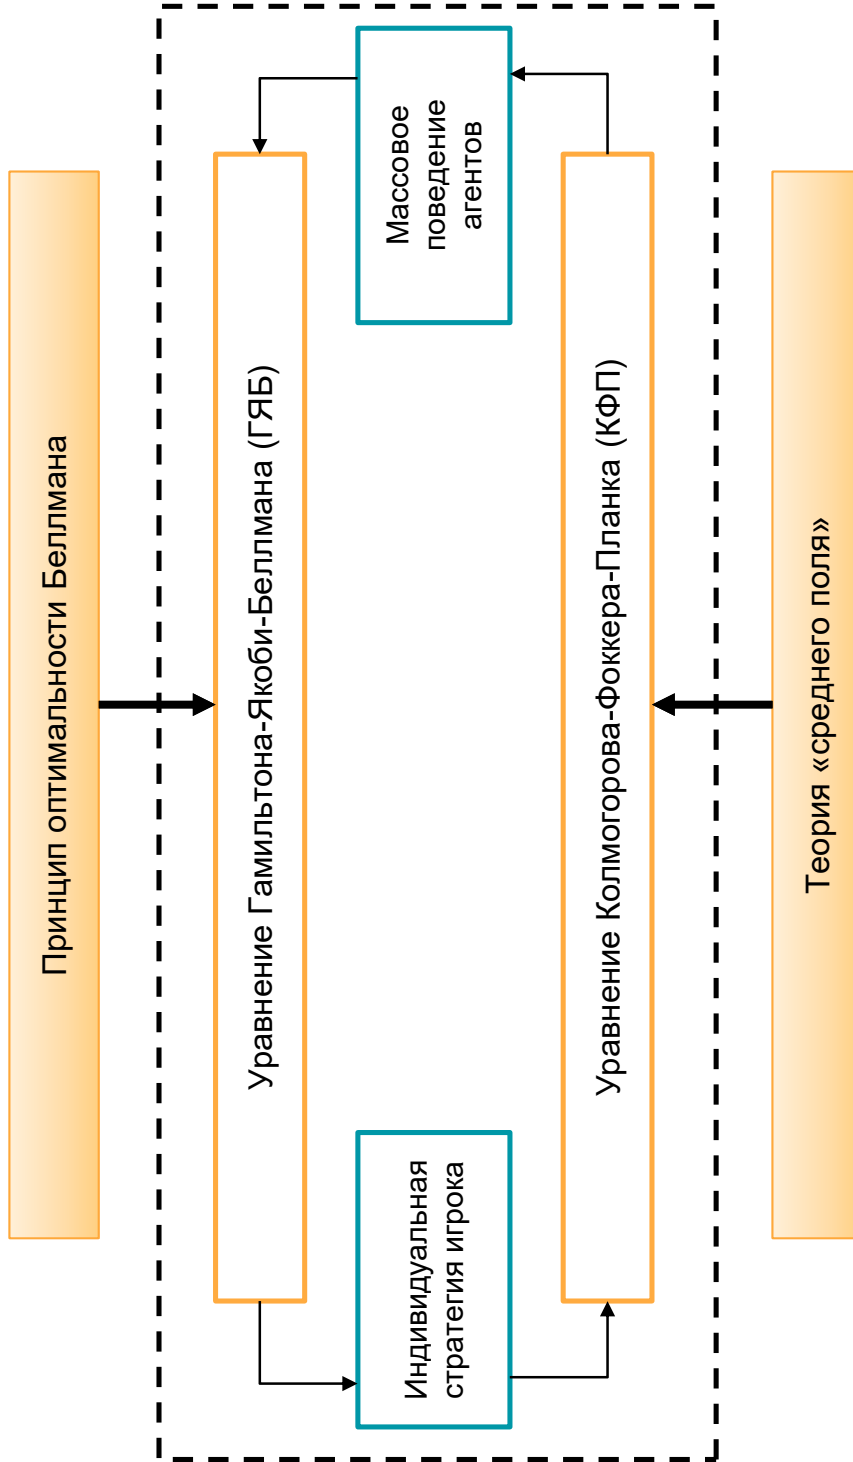 Принцип оптимальности Беллмана
Уравнение Гамильтона-Якоби-Беллмана (ГЯБ)
Индивидуальная
стратегия игрока
Массовое
поведение
агентов
Уравнение Колмогорова-Фоккера-Планка (КФП)
Теория «среднего поля»